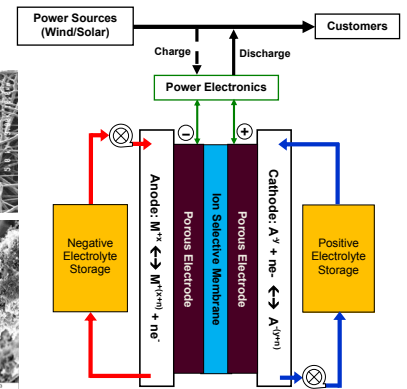 Power Sources
(Wind/Solar)
Customers
Charge
Discharge
Power Electronics
−
+
Anode: M⁺ˣ ↔ M⁺⁽ˣ⁺ⁿ⁾ + ne⁻
Porous Electrode
Ion Selective Membrane
Porous Electrode
Cathode: A⁻ʸ + ne- ↔ A⁻⁽ʸ⁺ⁿ⁾
Negative
Electrolyte
Storage
Positive
Electrolyte
Storage